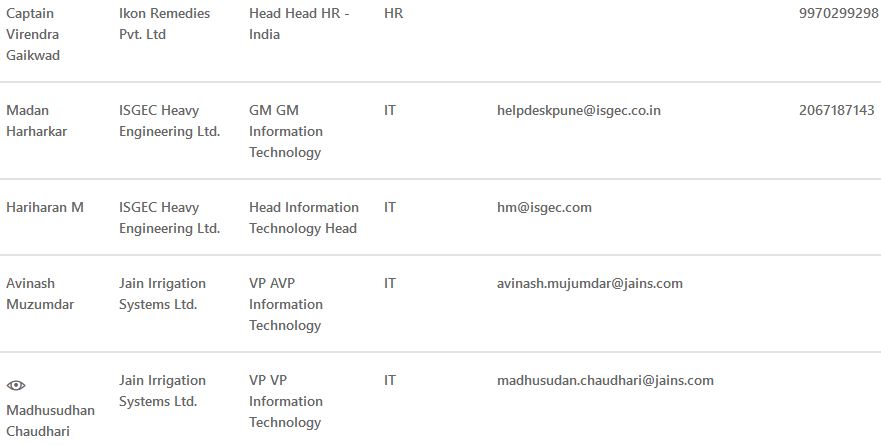 Captain Ikon Remedies Head Head HR - HR 9970299298
Virendra Pvt. Ltd India
Gaikwad
Madan ISGEC Heavy GM GM IT helpdeskpune@isgec.co.in 2067187143
Harharkar Engineering Ltd. Information
Technology
Hariharan M ISGEC Heavy Head Information IT hm@isgec.com
Engineering Ltd. Technology Head
Avinash Jain Irrigation VP AVP IT avinash.mujumdar@jains.com
Muzumdar Systems Ltd. Information
Technology
Jain Irrigation VP VP IT madhusudan.chaudhari@jains.com
Systems Ltd. Information
Madhusudhan Technology
Chaudhari